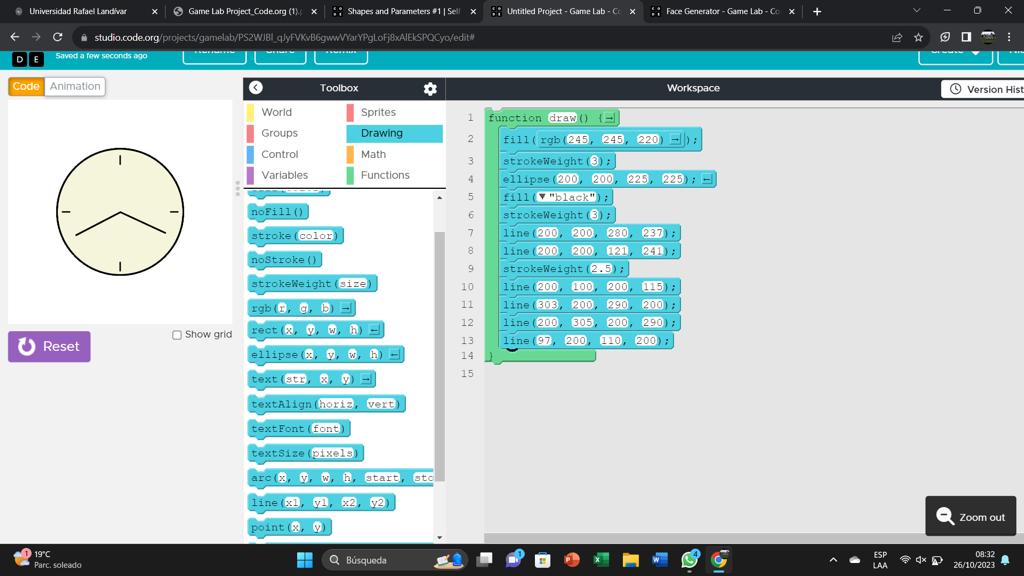 Universidad Rafael Landívar
Game Lab Project_Code.org (1).p
Shapes and Parameters #1 | Self
Untitled Project - Game Lab - Co
Face Generator - Game Lab - Co
studio.code.org/projects/gamelab/PS2WJBl_qJyFVKvB6gwwVYarYPgLoFj8xAlEkSPQCyo/edit#
D E
Saved a few seconds ago
Rename
Share
Remix
Create
Code
Animation
Toolbox
Workspace
Version Hist
World
Sprites
Groups
Drawing
Control
Math
Variables
Functions
noFill()
stroke(color)
noStroke()
strokeWeight(size)
rgb(r, g, b)
rect(x, y, w, h)
ellipse(x, y, w, h)
text(str, x, y)
textAlign(horiz, vert)
textFont(font)
textSize(pixels)
arc(x, y, w, h, start, sto
line(x1, y1, x2, y2)
point(x, y)
1 function draw() {
2 fill(rgb(245, 245, 220));
3 strokeWeight(3);
4 ellipse(200, 200, 225, 225);
5 fill("black");
6 strokeWeight(3);
7 line(200, 200, 280, 237);
8 line(200, 200, 121, 241);
9 strokeWeight(2.5);
10 line(200, 100, 200, 115);
11 line(303, 200, 290, 200);
12 line(200, 305, 200, 290);
13 line(97, 200, 110, 200);
14 }
15
Reset
Show grid
Zoom out
1
19°C
Parc. soleado
Búsqueda
1
4
ESP
LAA
08:32
26/10/2023